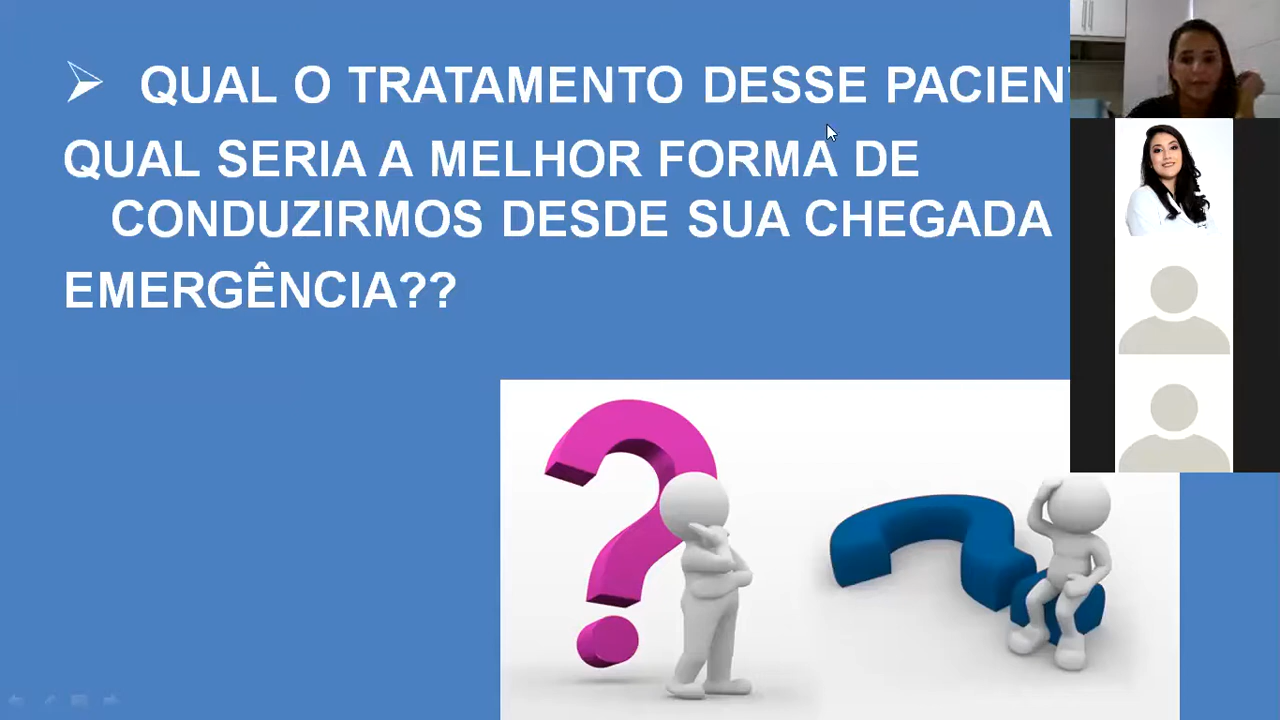 QUAL O TRATAMENTO DESSE PACIEN
QUAL SERIA A MELHOR FORMA DE
CONDUZIRMOS DESDE SUA CHEGADA
EMERGÊNCIA??